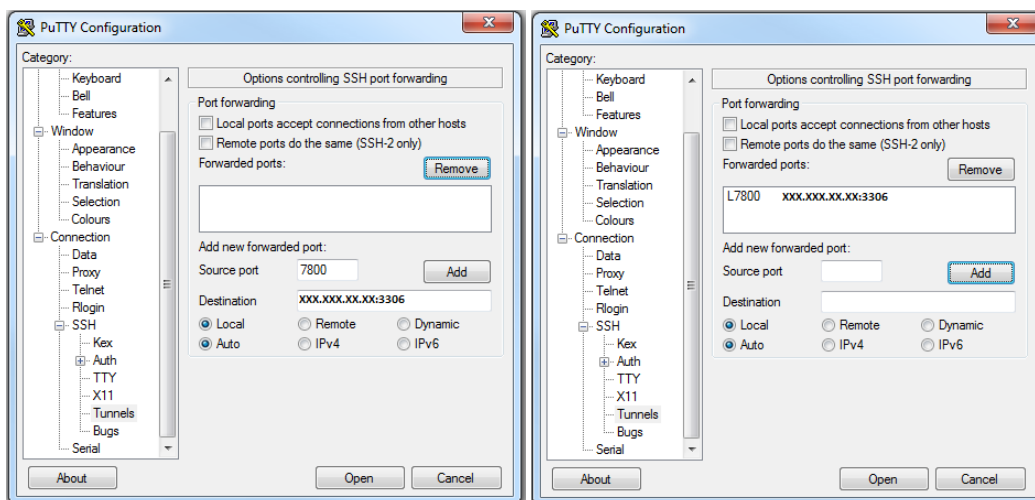 PuTTY Configuration
Category:
Keyboard
Bell
Features
Window
Appearance
Behaviour
Translation
Selection
Colours
Connection
Data
Proxy
Telnet
Rlogin
SSH
Kex
Auth
TTY
X11
Tunnels
Bugs
Serial
Options controlling SSH port forwarding
Port forwarding
Local ports accept connections from other hosts
Remote ports do the same (SSH-2 only)
Forwarded ports:
Remove
Add new forwarded port:
Source port 7800 Add
Destination XXX.XXX.XX.XX:3306
Local Remote Dynamic
Auto IPv4 IPv6
About Open Cancel
PuTTY Configuration
Category:
Keyboard
Bell
Features
Window
Appearance
Behaviour
Translation
Selection
Colours
Connection
Data
Proxy
Telnet
Rlogin
SSH
Kex
Auth
TTY
X11
Tunnels
Bugs
Serial
Options controlling SSH port forwarding
Port forwarding
Local ports accept connections from other hosts
Remote ports do the same (SSH-2 only)
Forwarded ports:
Remove
L7800 XXX.XXX.XX.XX:3306
Add new forwarded port:
Source port Add
Destination
Local Remote Dynamic
Auto IPv4 IPv6
About Open Cancel